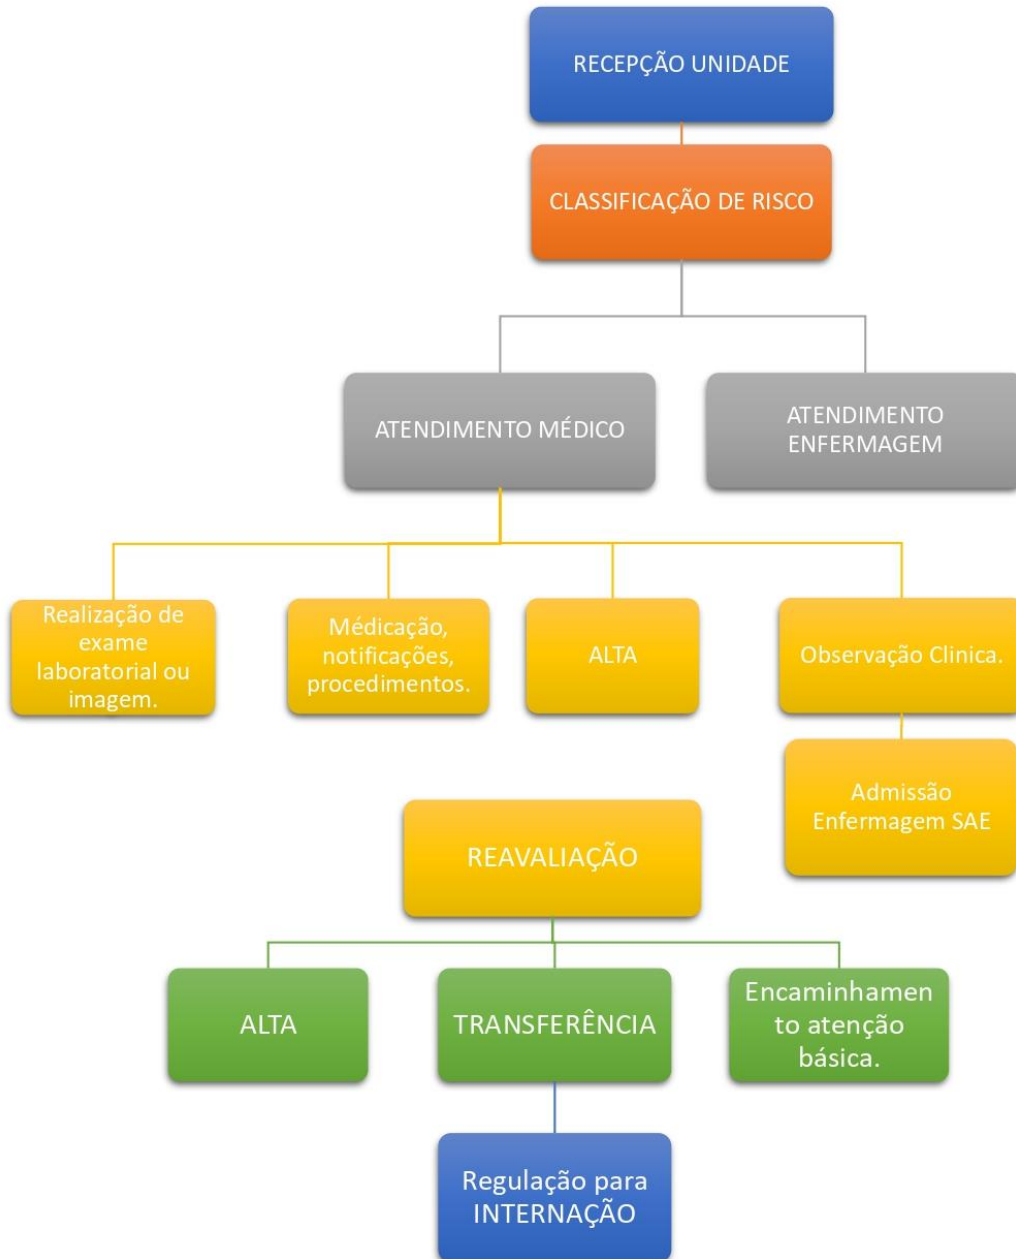 RECEPÇÃO UNIDADE
CLASSIFICAÇÃO DE RISCO
ATENDIMENTO MÉDICO
ATENDIMENTO
ENFERMAGEM
Realização de
exame
laboratorial ou
imagem.
Médicação,
notificações,
procedimentos.
ALTA
Observação Clinica.
Admissão
Enfermagem SAE
REAVALIAÇÃO
ALTA
TRANSFERÊNCIA
Encaminhamen
to atenção
básica.
Regulação para
INTERNAÇÃO